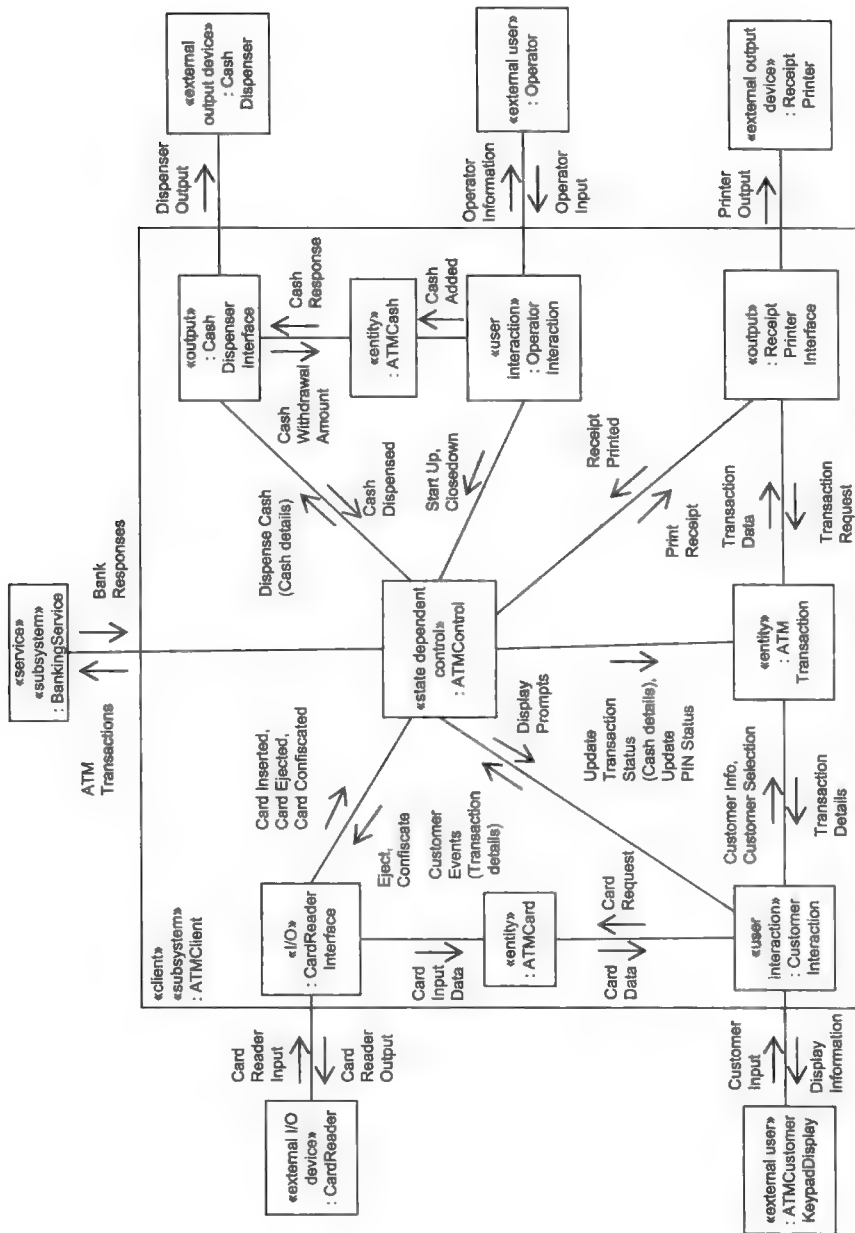 «service»
«subsystem»
: BankingService
ATM
Transactions
Bank
Responses
«client»
«subsystem»
: ATMClient
«external I/O
device»
: CardReader
Card
Reader
Input
Card Reader
Output
«I/O»
: CardReader
Interface
Card Inserted,
Card Ejected,
Card Confiscated
Eject,
Confiscate
Card
Input
Data
«entity»
: ATMCard
Card
Request
Card
Data
Customer
Events
(Transaction
details)
Display
Prompts
«state dependent
control»
: ATMControl
Dispense Cash
(Cash details)
Cash
Dispensed
«output»
: Cash
Dispenser
Interface
Dispenser
Output
«external
output device»
: Cash
Dispenser
Cash
Response
Cash
Withdrawal
Amount
«entity»
: ATMCash
Cash
Added
Start Up,
Closedown
«user
interaction»
: Operator
Interaction
Operator
Information
Operator
Input
«external user»
: Operator
Receipt
Printed
Print
Receipt
Update
Transaction
Status
(Cash details),
Update
PIN Status
«external user»
: ATMCustomer
KeypadDisplay
Customer
Input
Display
Information
«user
interaction»
: Customer
Interaction
Customer Info,
Customer Selection
Transaction
Details
«entity»
: ATM
Transaction
Transaction
Data
Transaction
Request
«output»
: Receipt
Printer
Interface
Printer
Output
«external output
device»
: Receipt
Printer